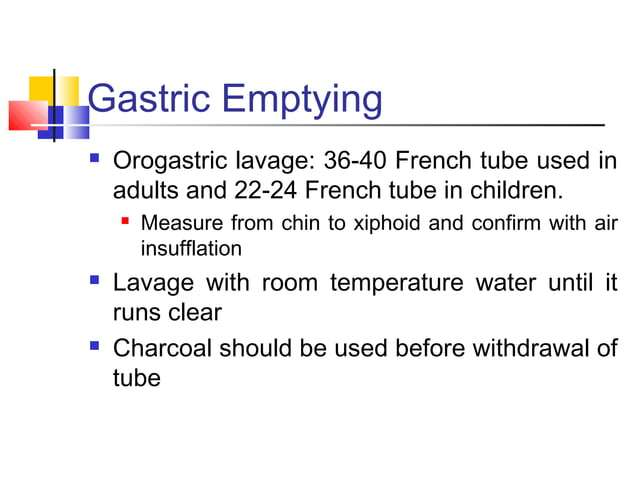 Gastric Emptying
Orogastric lavage: 36-40 French tube used in
adults and 22-24 French tube in children.
Measure from chin to xiphoid and confirm with air
insufflation
Lavage with room temperature water until it
runs clear
Charcoal should be used before withdrawal of
tube